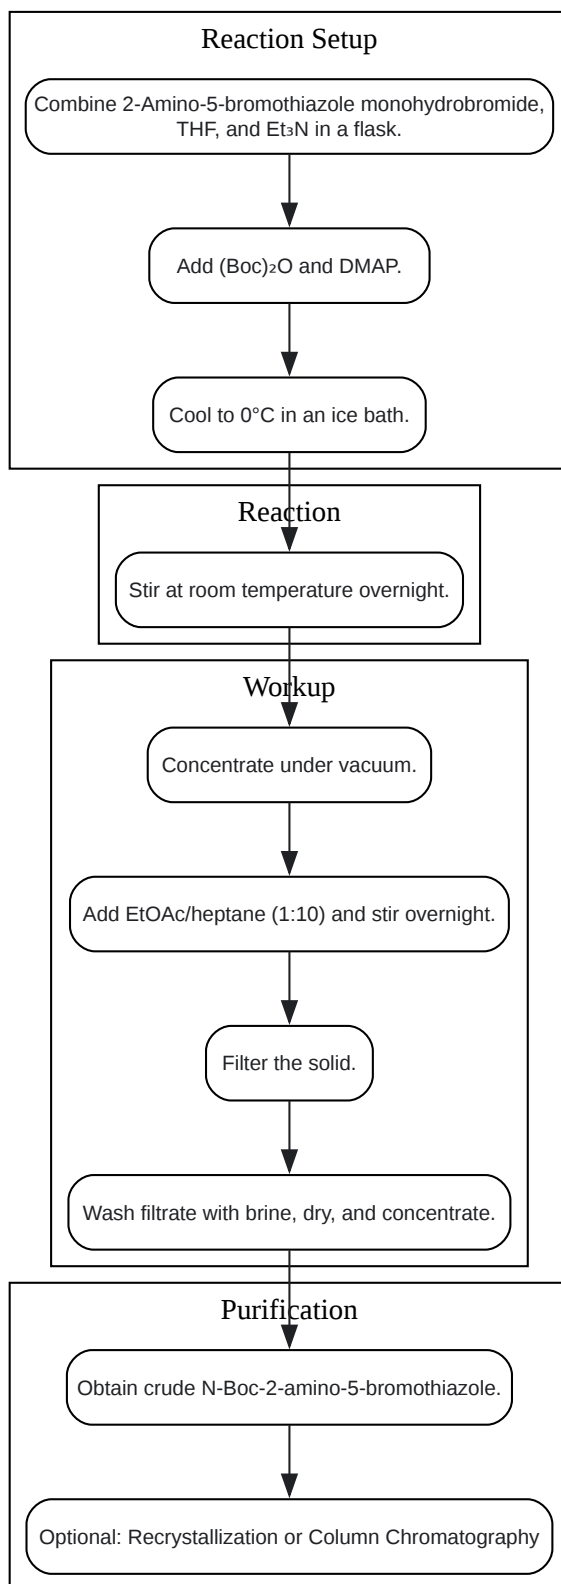 Reaction Setup
Combine 2-Amino-5-bromothiazole monohydrobromide,
THF, and Et₃N in a flask.
Add (Boc)₂O and DMAP.
Cool to 0°C in an ice bath.
Reaction
Stir at room temperature overnight.
Workup
Concentrate under vacuum.
Add EtOAc/heptane (1:10) and stir overnight.
Filter the solid.
Wash filtrate with brine, dry, and concentrate.
Purification
Obtain crude N-Boc-2-amino-5-bromothiazole.
Optional: Recrystallization or Column Chromatography